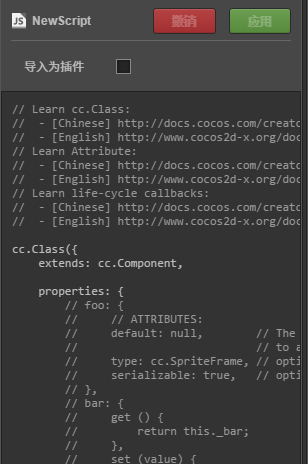 JS NewScript 撤销 应用
导入为插件
// Learn cc.Class:
//  - [Chinese] http://docs.cocos.com/creato
//  - [English] http://www.cocos2d-x.org/doc
// Learn Attribute:
//  - [Chinese] http://docs.cocos.com/creato
//  - [English] http://www.cocos2d-x.org/doc
// Learn life-cycle callbacks:
//  - [Chinese] http://docs.cocos.com/creato
//  - [English] http://www.cocos2d-x.org/doc
cc.Class({
    extends: cc.Component,
    properties: {
        // foo: {
        //     // ATTRIBUTES:
        //     default: null,        // The
        //                           // to a
        //     type: cc.SpriteFrame, // opti
        //     serializable: true,   // opti
        // },
        // bar: {
        //     get () {
        //         return this._bar;
        //     },
        //     set (value) {